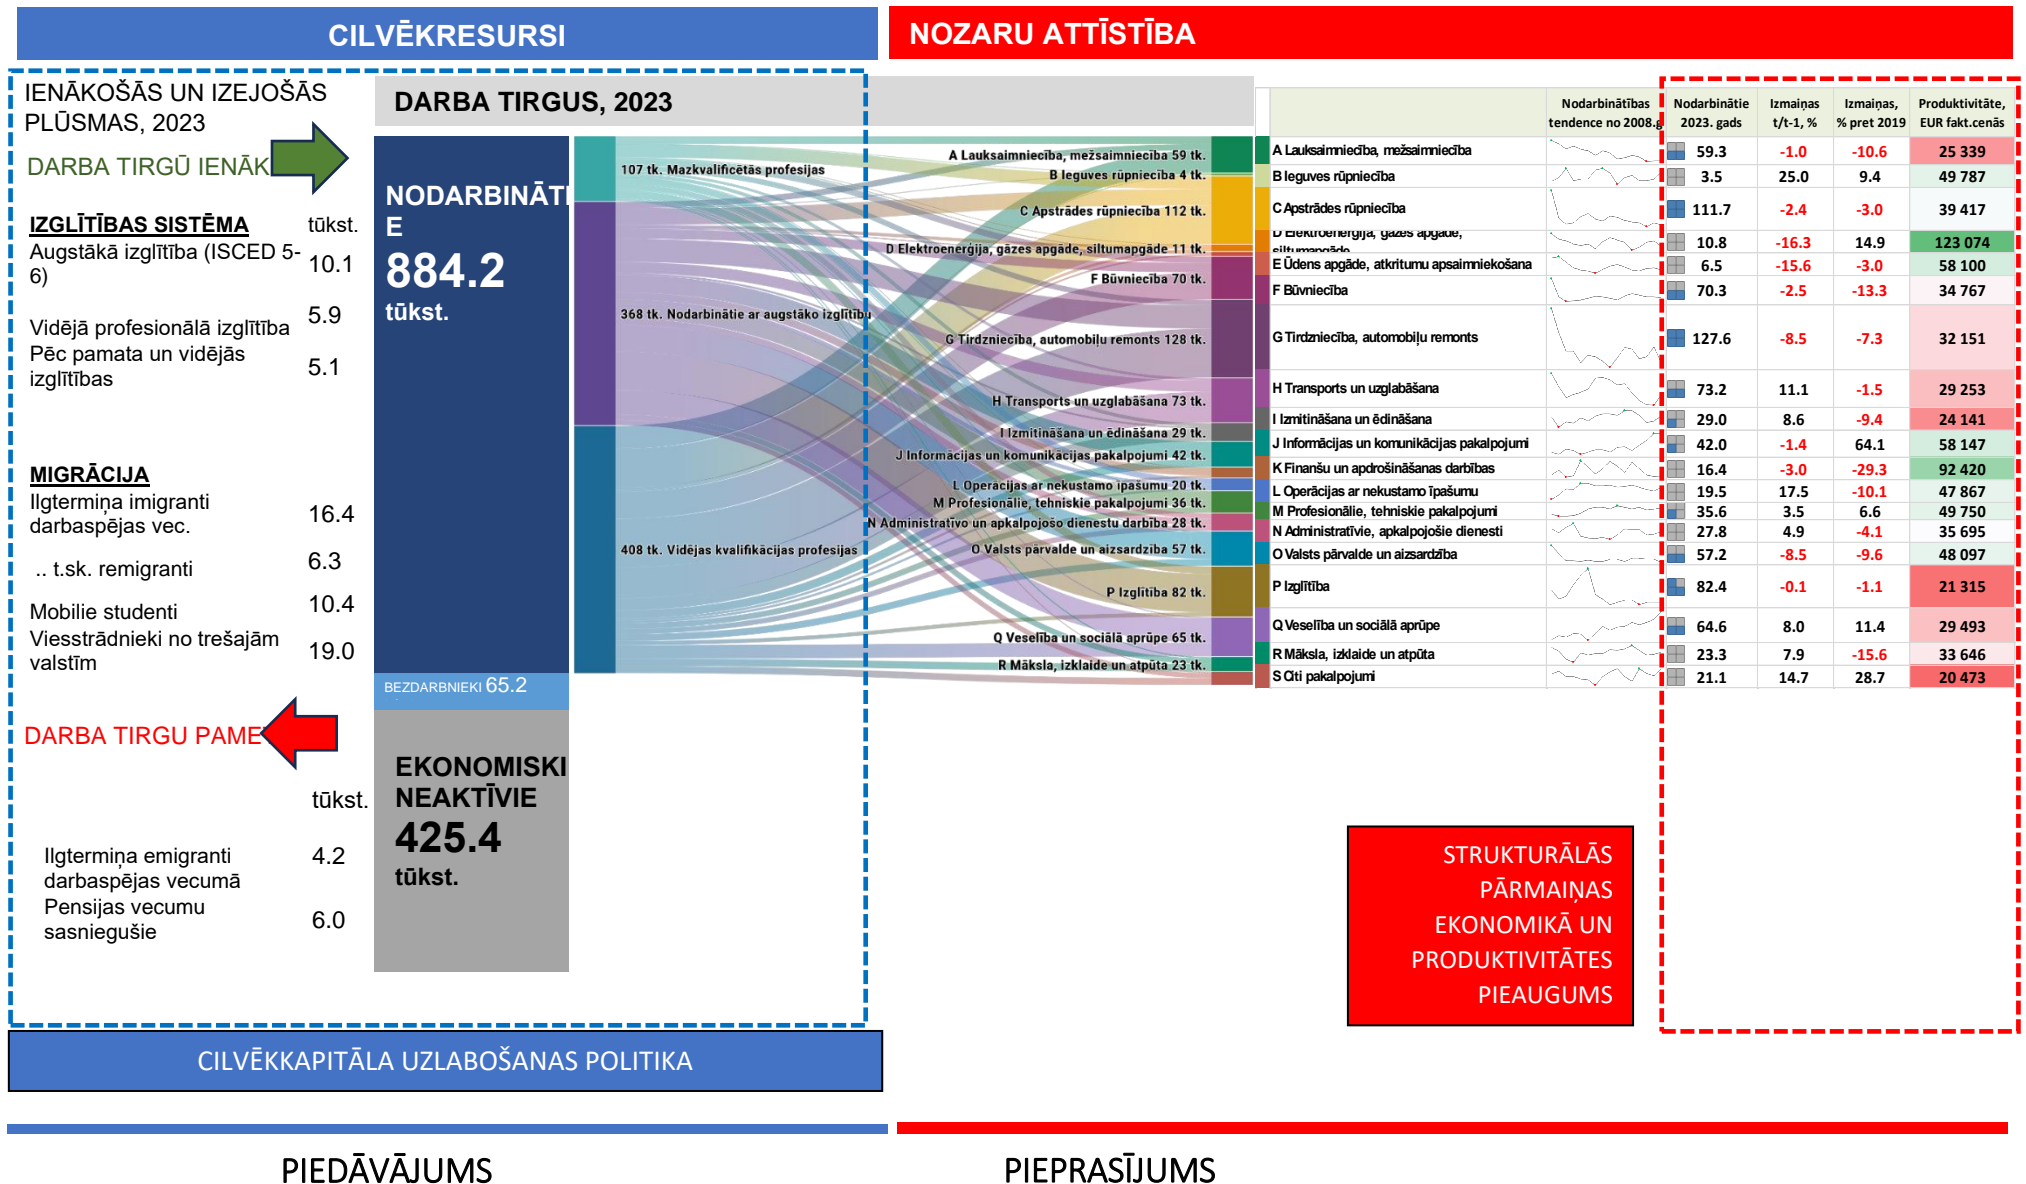 CILVĒKRESURSI
NOZARU ATTĪSTĪBA
IENĀKOŠĀS UN IZEJOŠĀS
PLŪSMAS, 2023
DARBA TIRGŪ IENĀK
IZGLĪTĪBAS SISTĒMA tūkst.
Augstākā izglītība (ISCED 5-
6) 10.1
Vidējā profesionālā izglītība 5.9
Pēc pamata un vidējās
izglītības 5.1
MIGRĀCIJA
Ilgtermiņa imigranti
darbaspējas vec. 16.4
.. t.sk. remigranti 6.3
Mobilie studenti 10.4
Viesstrādnieki no trešajām
valstīm 19.0
DARBA TIRGU PAME
tūkst.
Ilgtermiņa emigranti 4.2
darbaspējas vecumā
Pensijas vecumu 6.0
sasniegušie
DARBA TIRGUS, 2023
NODARBINĀTI
E
884.2
tūkst.
BEZDARBNIEKI 65.2
EKONOMISKI
NEAKTĪVIE
425.4
tūkst.
107 tk. Mazkvalificētās profesijas
368 tk. Nodarbinātie ar augstāko izglītību
408 tk. Vidējas kvalifikācijas profesijas
A Lauksaimniecība, mežsaimniecība 59 tk.
B Ieguves rūpniecība 4 tk.
C Apstrādes rūpniecība 112 tk.
D Elektroenerģija, gāzes apgāde, siltumapgāde 11 tk.
F Būvniecība 70 tk.
G Tirdzniecība, automobiļu remonts 128 tk.
H Transports un uzglabāšana 73 tk.
I Izmitināšana un ēdināšana 29 tk.
J Informācijas un komunikācijas pakalpojumi 42 tk.
L Operācijas ar nekustamo īpašumu 20 tk.
M Profesionālie, tehniskie pakalpojumi 36 tk.
N Administratīvo un apkalpojošo dienestu darbība 28 tk.
O Valsts pārvalde un aizsardzība 57 tk.
P Izglītība 82 tk.
Q Veselība un sociālā aprūpe 65 tk.
R Māksla, izklaide un atpūta 23 tk.
Nodarbinātības Nodarbinātie Izmaiņas Izmaiņas, Produktivitāte,
tendence no 2008.g 2023. gads t/t-1, % % pret 2019 EUR fakt.cenās
A Lauksaimniecība, mežsaimniecība 59.3 -1.0 -10.6 25 339
B Ieguves rūpniecība 3.5 25.0 9.4 49 787
C Apstrādes rūpniecība 111.7 -2.4 -3.0 39 417
D Elektroenerģija, gāzes apgāde,
siltumapgāde 10.8 -16.3 14.9 123 074
E Ūdens apgāde, atkritumu apsaimniekošana 6.5 -15.6 -3.0 58 100
F Būvniecība 70.3 -2.5 -13.3 34 767
G Tirdzniecība, automobiļu remonts 127.6 -8.5 -7.3 32 151
H Transports un uzglabāšana 73.2 11.1 -1.5 29 253
I Izmitināšana un ēdināšana 29.0 8.6 -9.4 24 141
J Informācijas un komunikācijas pakalpojumi 42.0 -1.4 64.1 58 147
K Finanšu un apdrošināšanas darbības 16.4 -3.0 -29.3 92 420
L Operācijas ar nekustamo īpašumu 19.5 17.5 -10.1 47 867
M Profesionālie, tehniskie pakalpojumi 35.6 3.5 6.6 49 750
N Administratīvie, apkalpojošie dienesti 27.8 4.9 -4.1 35 695
O Valsts pārvalde un aizsardzība 57.2 -8.5 -9.6 48 097
P Izglītība 82.4 -0.1 -1.1 21 315
Q Veselība un sociālā aprūpe 64.6 8.0 11.4 29 493
R Māksla, izklaide un atpūta 23.3 7.9 -15.6 33 646
S Citi pakalpojumi 21.1 14.7 28.7 20 473
STRUKTURĀLĀS
PĀRMAIŅAS
EKONOMIKĀ UN
PRODUKTIVITĀTES
PIEAUGUMS
CILVĒKKAPITĀLA UZLABOŠANAS POLITIKA
PIEDĀVĀJUMS
PIEPRASĪJUMS